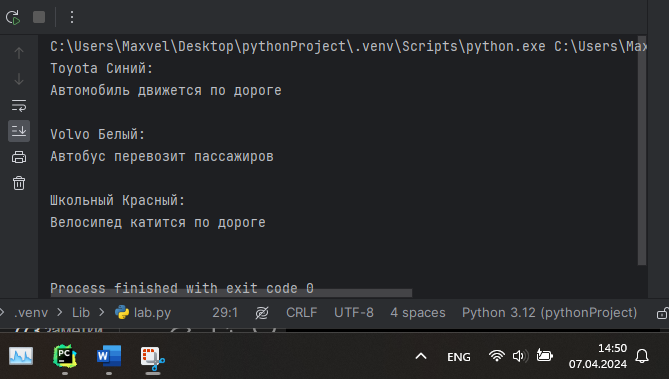 C:\Users\Maxvel\Desktop\pythonProject\.venv\Scripts\python.exe C:\Users\Max
Toyota Синий:
Автомобиль движется по дороге
Volvo Белый:
Автобус перевозит пассажиров
Школьный Красный:
Велосипед катится по дороге
Process finished with exit code 0
.venv > Lib > lab.py 29:1 CRLF UTF-8 4 spaces Python 3.12 (pythonProject)
PC W ENG 14:50
07.04.2024